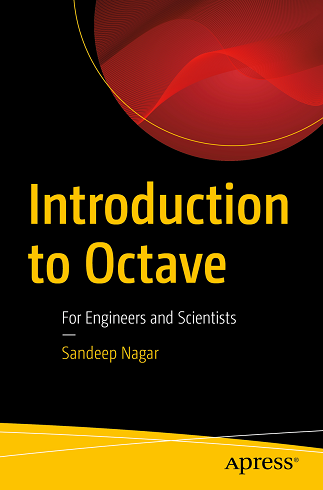 Introduction
to Octave
For Engineers and Scientists
Sandeep Nagar
Apress®